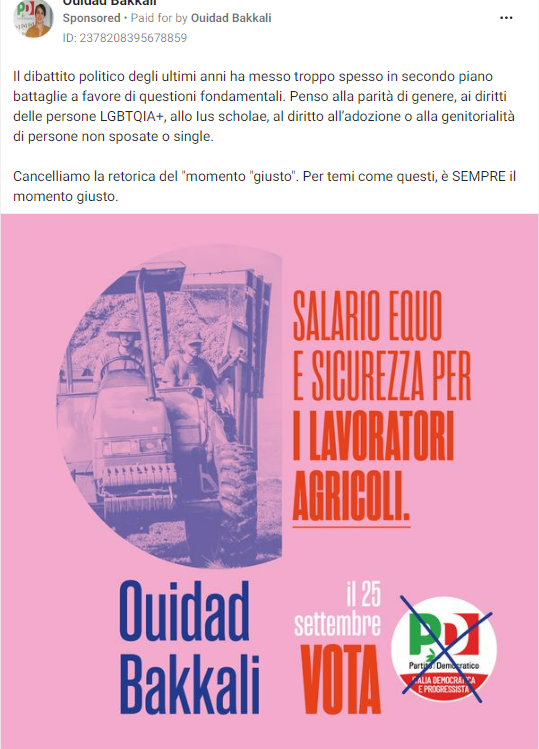 Ouidad Bakkali
Sponsored • Paid for by Ouidad Bakkali
ID: 2378208395678859
Il dibattito politico degli ultimi anni ha messo troppo spesso in secondo piano
battaglie a favore di questioni fondamentali. Penso alla parità di genere, ai diritti
delle persone LGBTQIA+, allo Ius scholae, al diritto all'adozione o alla genitorialità
di persone non sposate o single.
Cancelliamo la retorica del "momento "giusto". Per temi come questi, è SEMPRE il
momento giusto.
SALARIO EQUO
E SICUREZZA PER
I LAVORATORI
AGRICOLI.
Ouidad
Bakkali
il 25
settembre
VOTA
PD
Partito Democratico
ITALIA DEMOCRATICA
E PROGRESSISTA